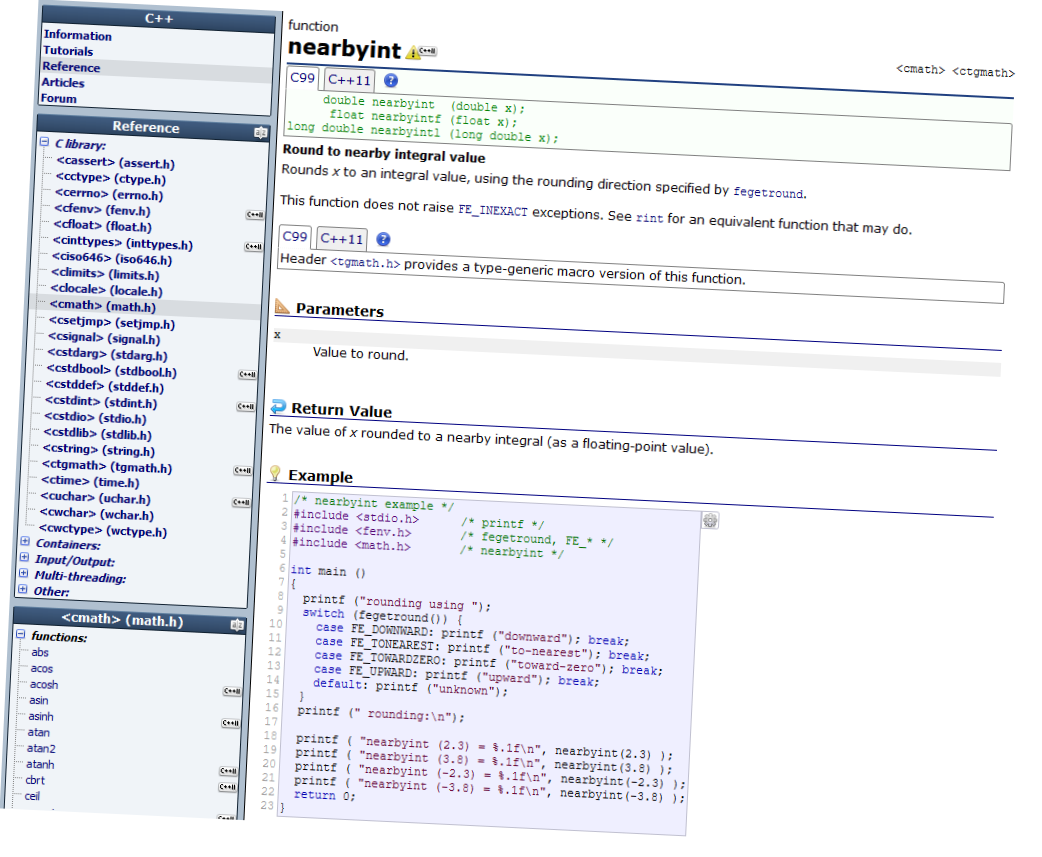 C++
Information
Tutorials
Reference
Articles
Forum
Reference
C library:
<cassert> (assert.h)
<cctype> (ctype.h)
<cerrno> (errno.h)
<cfenv> (fenv.h) C++11
<cfloat> (float.h)
<cinttypes> (inttypes.h) C++11
<ciso646> (iso646.h)
<climits> (limits.h)
<clocale> (locale.h)
<cmath> (math.h)
<csetjmp> (setjmp.h)
<csignal> (signal.h)
<cstdarg> (stdarg.h)
<cstdbool> (stdbool.h) C++11
<cstddef> (stddef.h)
<cstdint> (stdint.h) C++11
<cstdio> (stdio.h)
<cstdlib> (stdlib.h)
<cstring> (string.h)
<ctgmath> (tgmath.h) C++11
<ctime> (time.h)
<cuchar> (uchar.h) C++11
<cwchar> (wchar.h)
<cwctype> (wctype.h)
Containers:
Input/Output:
Multi-threading:
Other:
<cmath> (math.h)
functions:
abs
acos
acosh C++11
asin
asinh C++11
atan
atan2
atanh C++11
cbrt C++11
ceil
function
nearbyint C++11
<cmath> <ctgmath>
C99 C++11 ?
double nearbyint (double x);
float nearbyintf (float x);
long double nearbyintl (long double x);
Round to nearby integral value
Rounds x to an integral value, using the rounding direction specified by fegetround.
This function does not raise FE_INEXACT exceptions. See rint for an equivalent function that may do.
C99 C++11 ?
Header <tgmath.h> provides a type-generic macro version of this function.
Parameters
x
Value to round.
Return Value
The value of x rounded to a nearby integral (as a floating-point value).
Example
1 /* nearbyint example */
2 #include <stdio.h> /* printf */
3 #include <fenv.h> /* fegetround, FE_* */
4 #include <math.h> /* nearbyint */
5
6 int main ()
7 {
8 printf ("rounding using ");
9 switch (fegetround()) {
10 case FE_DOWNWARD: printf ("downward"); break;
11 case FE_TONEAREST: printf ("to-nearest"); break;
12 case FE_TOWARDZERO: printf ("toward-zero"); break;
13 case FE_UPWARD: printf ("upward"); break;
14 default: printf ("unknown");
15 }
16 printf (" rounding:\n");
17
18 printf ( "nearbyint (2.3) = %.1f\n", nearbyint(2.3) );
19 printf ( "nearbyint (3.8) = %.1f\n", nearbyint(3.8) );
20 printf ( "nearbyint (-2.3) = %.1f\n", nearbyint(-2.3) );
21 printf ( "nearbyint (-3.8) = %.1f\n", nearbyint(-3.8) );
22 return 0;
23 }